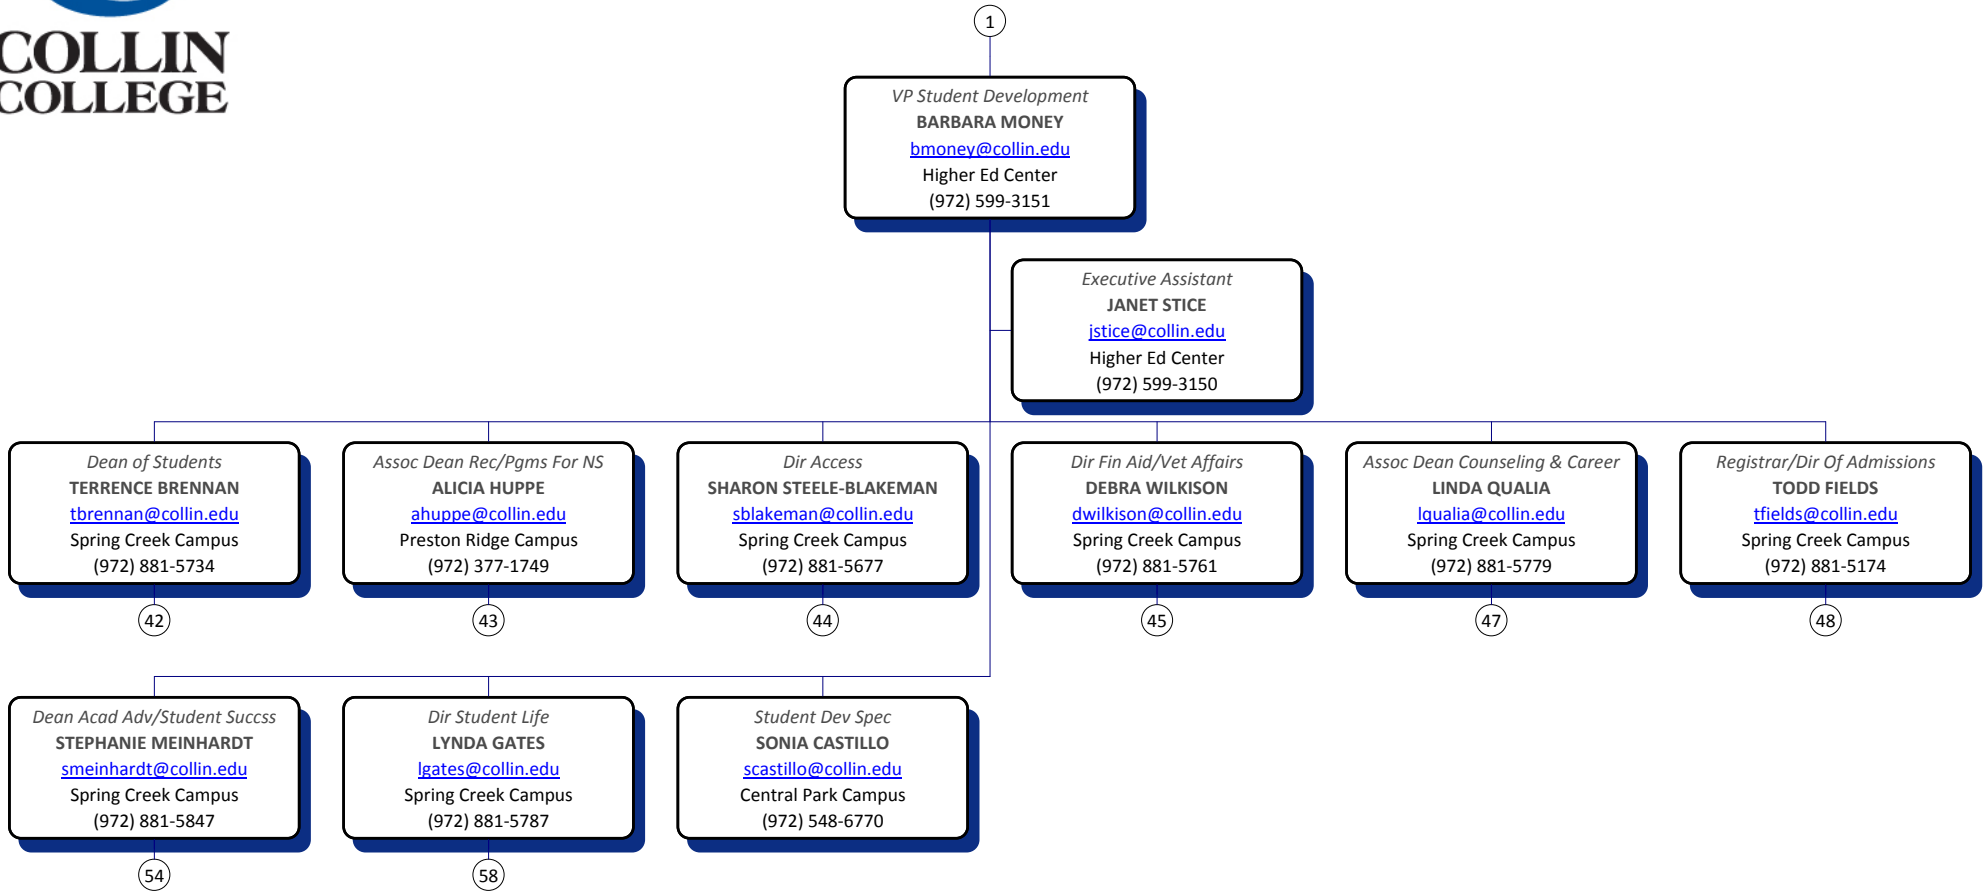 COLLIN
COLLEGE
1
VP Student Development
BARBARA MONEY
bmoney@collin.edu
Higher Ed Center
(972) 599-3151
Executive Assistant
JANET STICE
jstice@collin.edu
Higher Ed Center
(972) 599-3150
Dean of Students
TERRENCE BRENNAN
tbrennan@collin.edu
Spring Creek Campus
(972) 881-5734
42
Assoc Dean Rec/Pgms For NS
ALICIA HUPPE
ahuppe@collin.edu
Preston Ridge Campus
(972) 377-1749
43
Dir Access
SHARON STEELE-BLAKEMAN
sblakeman@collin.edu
Spring Creek Campus
(972) 881-5677
44
Dir Fin Aid/Vet Affairs
DEBRA WILKISON
dwilkison@collin.edu
Spring Creek Campus
(972) 881-5761
45
Assoc Dean Counseling & Career
LINDA QUALIA
lqualia@collin.edu
Spring Creek Campus
(972) 881-5779
47
Registrar/Dir Of Admissions
TODD FIELDS
tfields@collin.edu
Spring Creek Campus
(972) 881-5174
48
Dean Acad Adv/Student Succss
STEPHANIE MEINHARDT
smeinhardt@collin.edu
Spring Creek Campus
(972) 881-5847
54
Dir Student Life
LYNDA GATES
lgates@collin.edu
Spring Creek Campus
(972) 881-5787
58
Student Dev Spec
SONIA CASTILLO
scastillo@collin.edu
Central Park Campus
(972) 548-6770